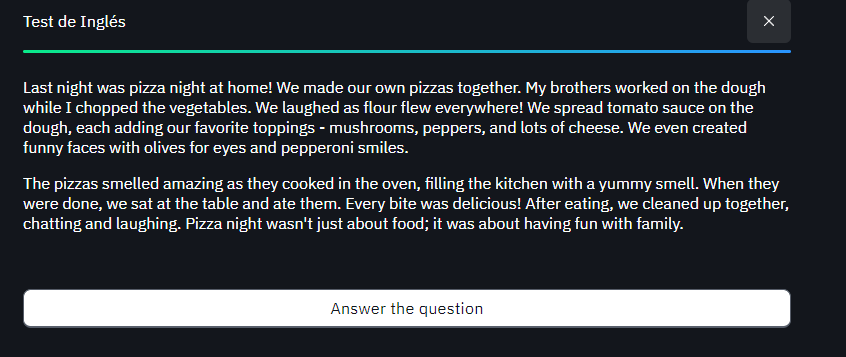 Test de Inglés
Last night was pizza night at home! We made our own pizzas together. My brothers worked on the dough
while I chopped the vegetables. We laughed as flour flew everywhere! We spread tomato sauce on the
dough, each adding our favorite toppings - mushrooms, peppers, and lots of cheese. We even created
funny faces with olives for eyes and pepperoni smiles.
The pizzas smelled amazing as they cooked in the oven, filling the kitchen with a yummy smell. When they
were done, we sat at the table and ate them. Every bite was delicious! After eating, we cleaned up together,
chatting and laughing. Pizza night wasn't just about food; it was about having fun with family.
Answer the question